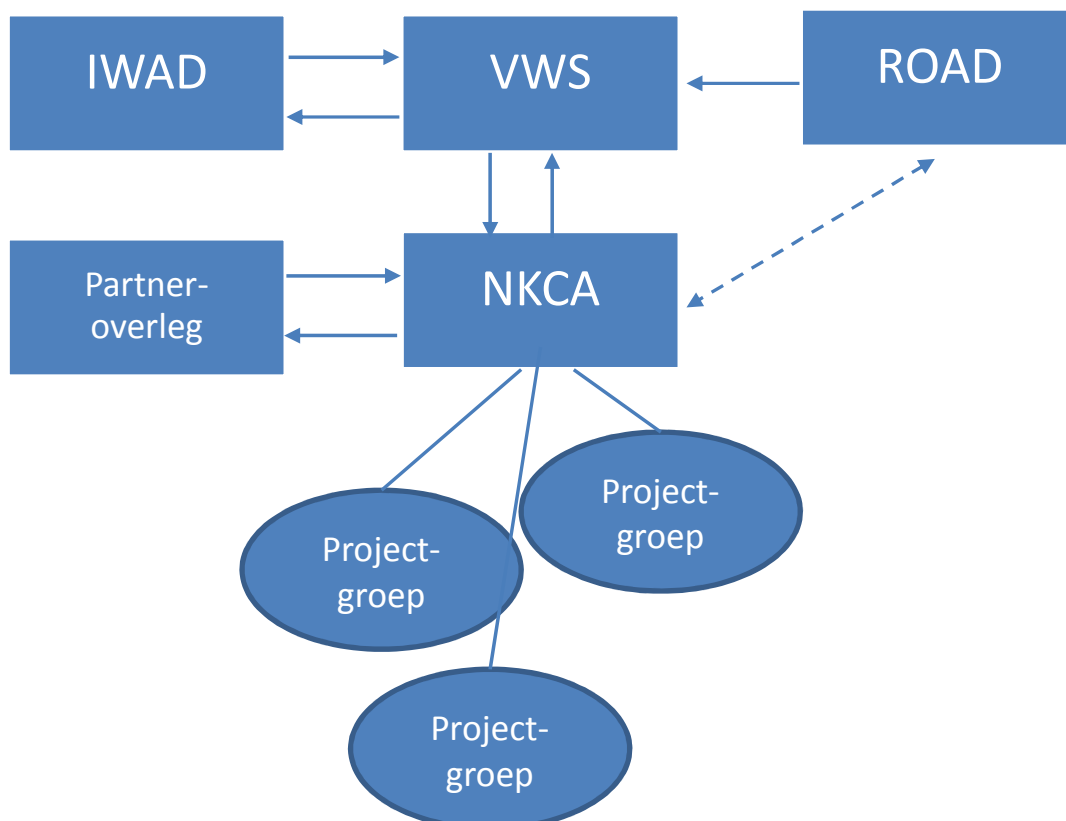 IWAD
VWS
ROAD
Partner-
overleg
NKCA
Project-
groep
Project-
groep
Project-
groep